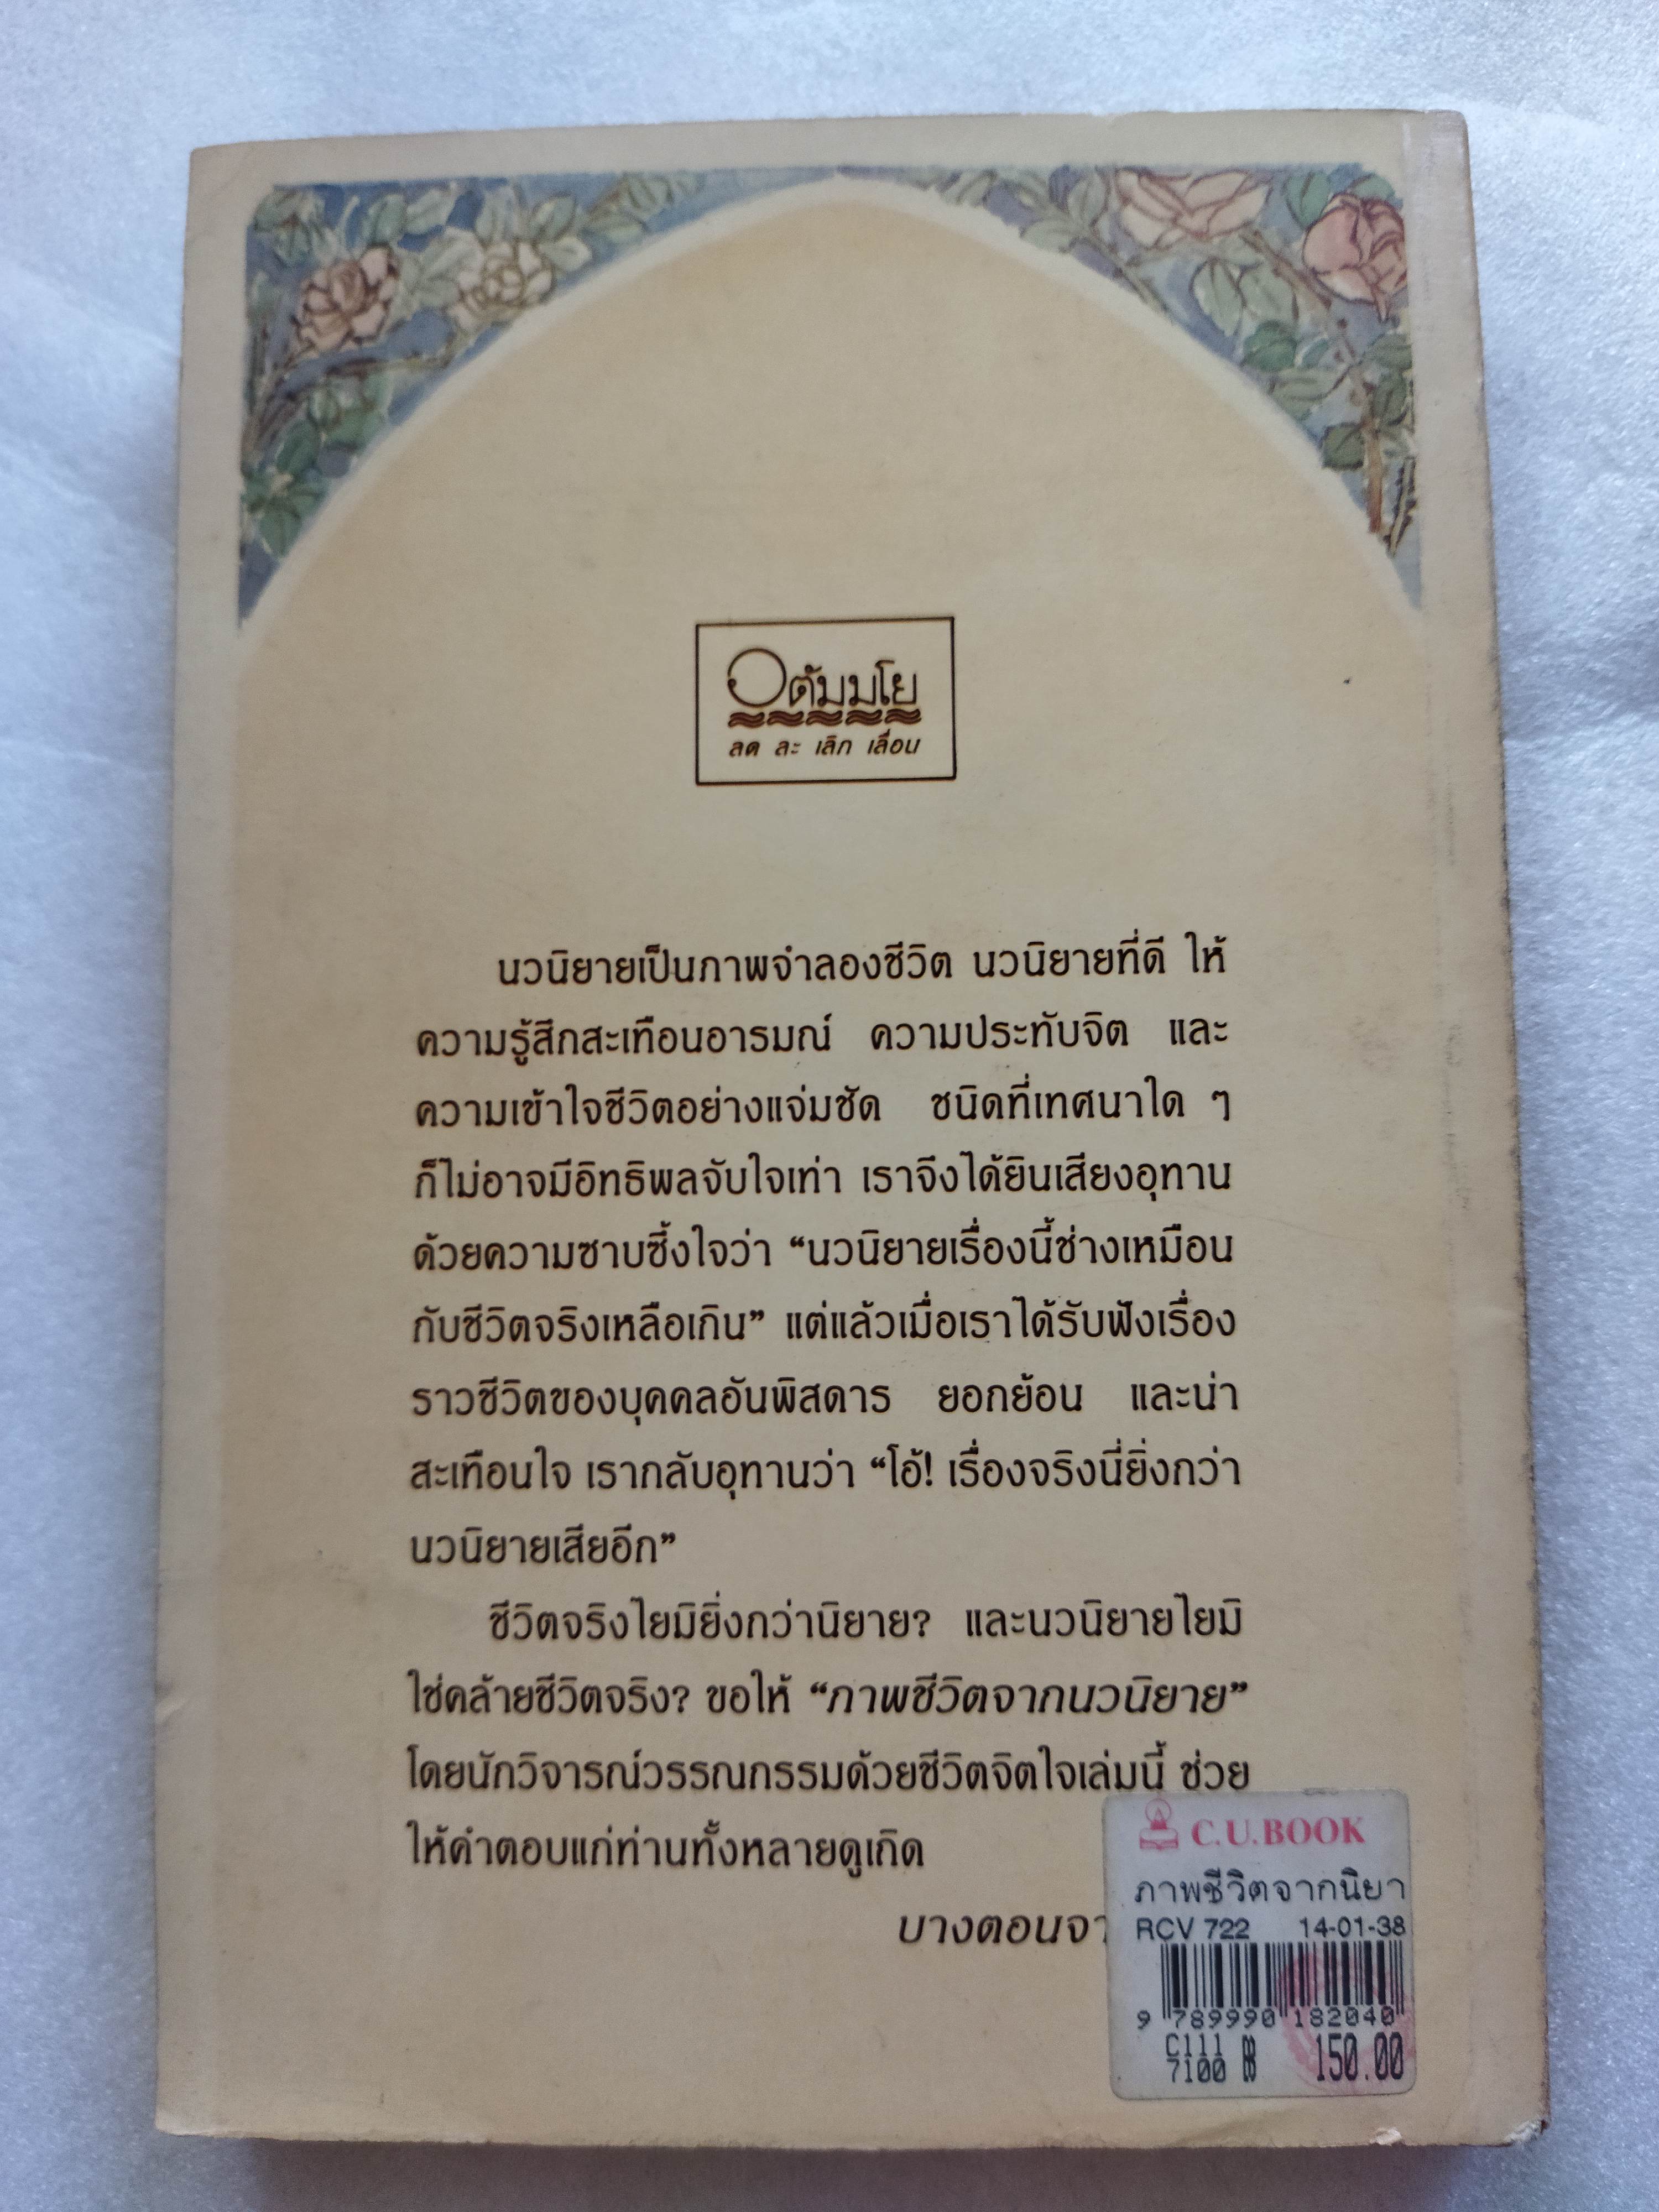 อตัมมโย
ลด ละ เลิก เลื่อน
นวนิยายเป็นภาพจำลองชีวิต นวนิยายที่ดี ให้
ความรู้สึกสะเทือนอารมณ์ ความประทับจิต และ
ความเข้าใจชีวิตอย่างแจ่มชัด ชนิดที่เทศนาใด ๆ
ก็ไม่อาจมีอิทธิพลจับใจเท่า เราจึงได้ยินเสียงอุทาน
ด้วยความซาบซึ้งใจว่า “นวนิยายเรื่องนี้ช่างเหมือน
กับชีวิตจริงเหลือเกิน” แต่แล้วเมื่อเราได้รับฟังเรื่อง
ราวชีวิตของบุคคลอันพิสดาร ยอกย้อน และน่า
สะเทือนใจ เรากลับอุทานว่า “โอ้! เรื่องจริงนี่ยิ่งกว่า
นวนิยายเสียอีก”
ชีวิตจริงไยมิยิ่งกว่านิยาย? และนวนิยายไยมิ
ใช่คล้ายชีวิตจริง? ขอให้ “ภาพชีวิตจากนวนิยาย”
โดยนักวิจารณ์วรรณกรรมด้วยชีวิตจิตใจเล่มนี้ ช่วย
ให้คำตอบแก่ท่านทั้งหลายดูเถิด
บางตอนจา
C.U.BOOK
ภาพชีวิตจากนิยา
RCV 722 14-01-38
9 789990 182040
C111
7100 150.00